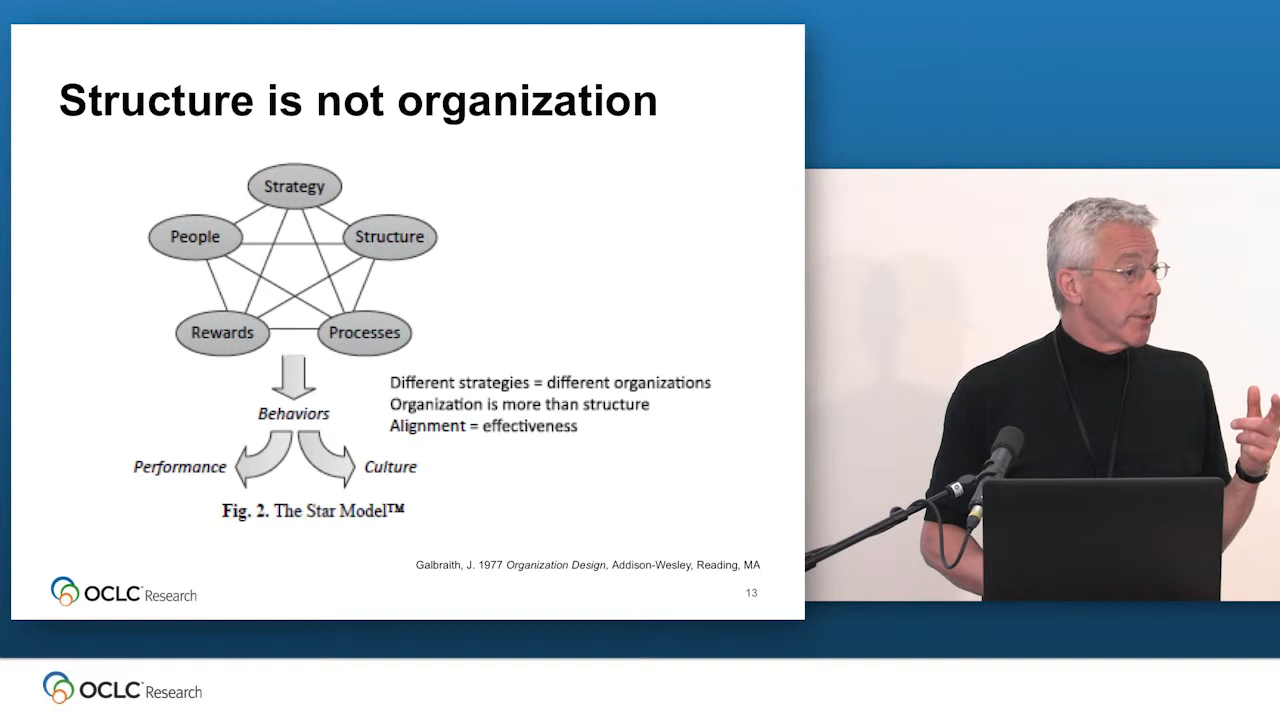 Structure is not organization
Strategy
People
Structure
Rewards
Processes
Behaviors
Different strategies = different organizations
Organization is more than structure
Alignment = effectiveness
Performance
Culture
Fig. 2. The Star Model™
Galbraith, J. 1977 Organization Design, Addison-Wesley, Reading, MA
OCLC Research
13
OCLC Research